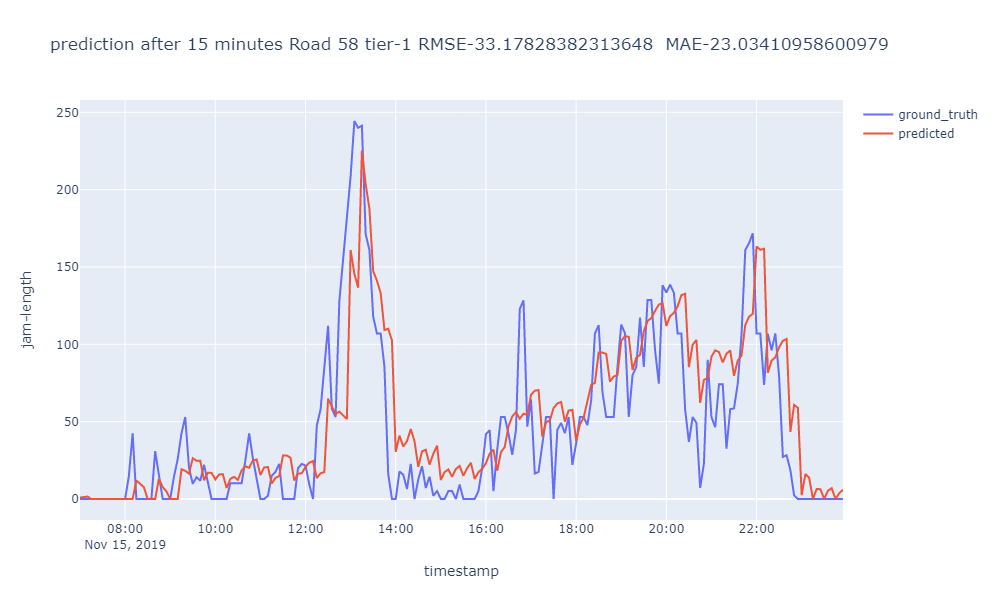 prediction after 15 minutes Road 58 tier-1 RMSE-33.17828382313648  MAE-23.03410958600979
ground_truth
predicted
250
200
150
100
50
0
jam-length
08:00 10:00 12:00 14:00 16:00 18:00 20:00 22:00
Nov 15, 2019
timestamp